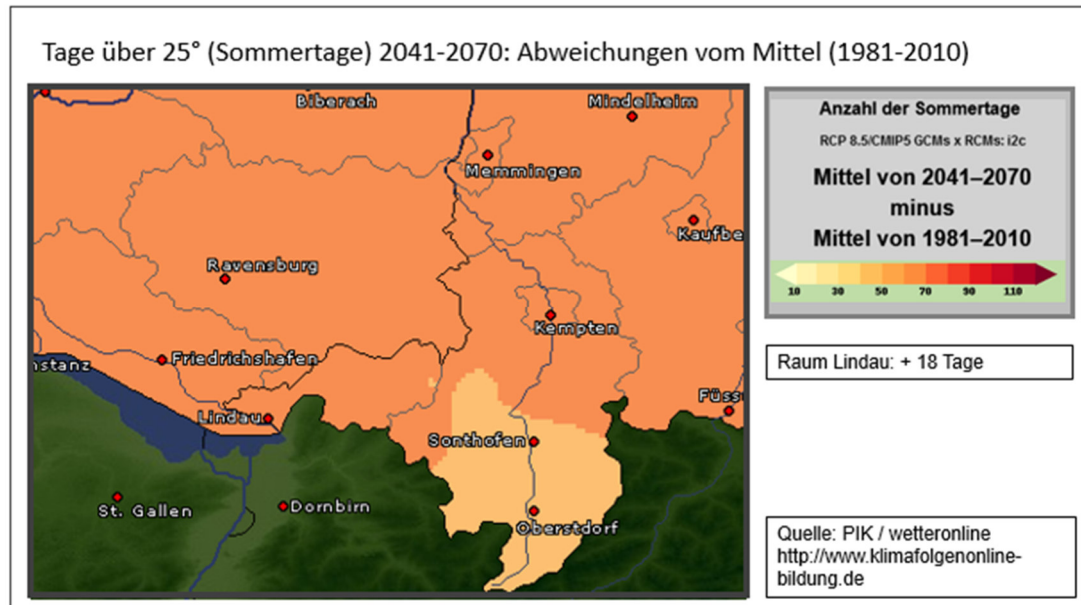 Tage über 25° (Sommertage) 2041-2070: Abweichungen vom Mittel (1981-2010)
Biberach
Mindelheim
Memmingen
Kaufbe
Ravensburg
Kempten
Friedrichshafen
nstanz
Lindau
Füss
Sonthofen
St. Gallen
Dornbirn
Oberstdorf
Anzahl der Sommertage
RCP 8.5/CMIP5 GCMs x RCMs: i2c
Mittel von 2041–2070
minus
Mittel von 1981–2010
10 30 50 70 90 110
Raum Lindau: + 18 Tage
Quelle: PIK / wetteronline
http://www.klimafolgenonline-
bildung.de